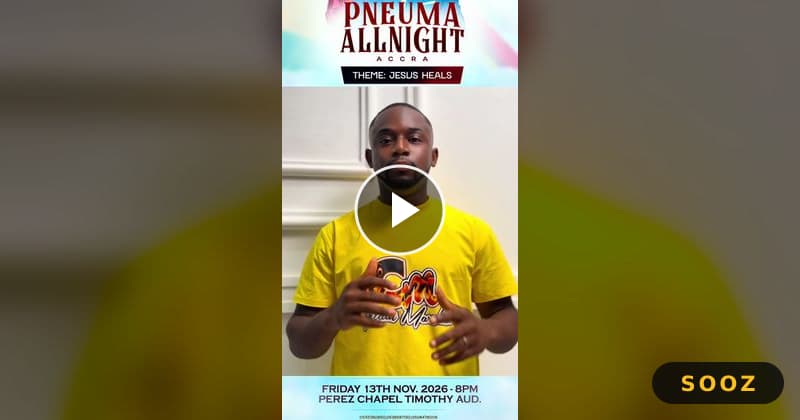 PNEUMA
ALLNIGHT
ACCRA
THEME: JESUS HEALS
FRIDAY 13TH NOV. 2026 - 8PM
PEREZ CHAPEL TIMOTHY AUD.
SOOZ